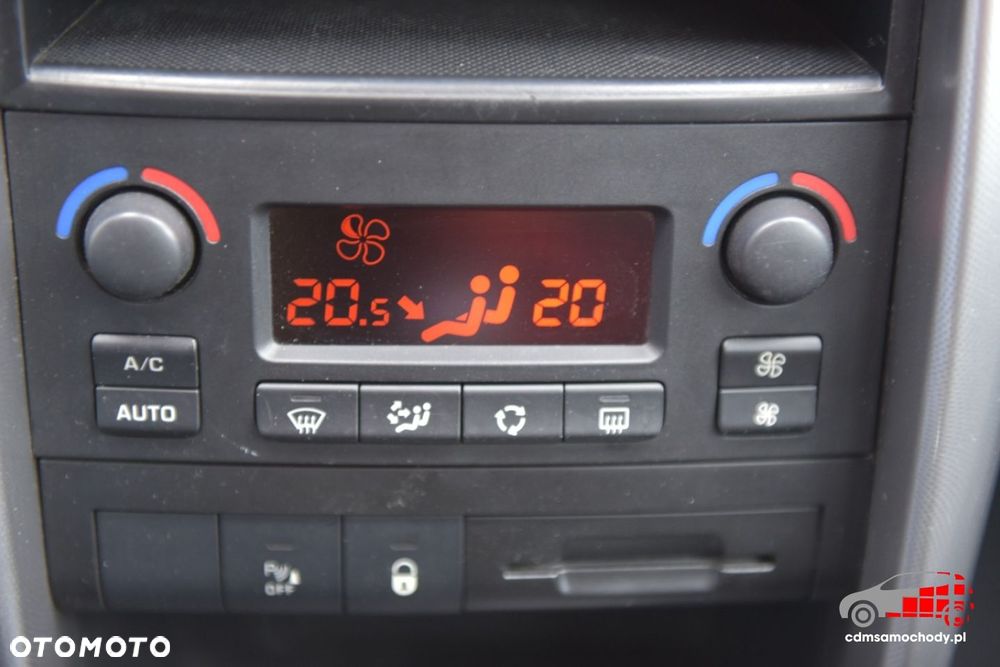 20.5 20
A/C
AUTO
OFF
OTOMOTO
cdmsamochody.pl